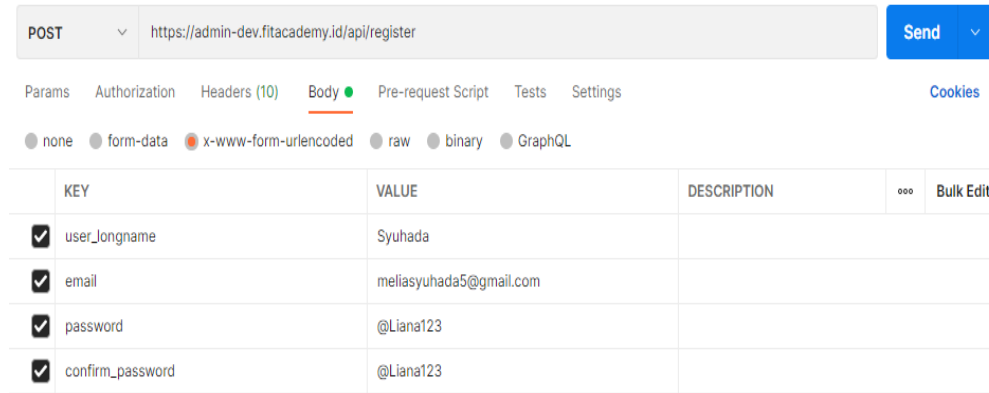 POST https://admin-dev.fitacademy.id/api/register Send
Params Authorization Headers (10) Body Pre-request Script Tests Settings Cookies
none form-data x-www-form-urlencoded raw binary GraphQL
KEY VALUE DESCRIPTION ooo Bulk Edit
user_longname Syuhada
email meliasyuhada5@gmail.com
password @Liana123
confirm_password @Liana123